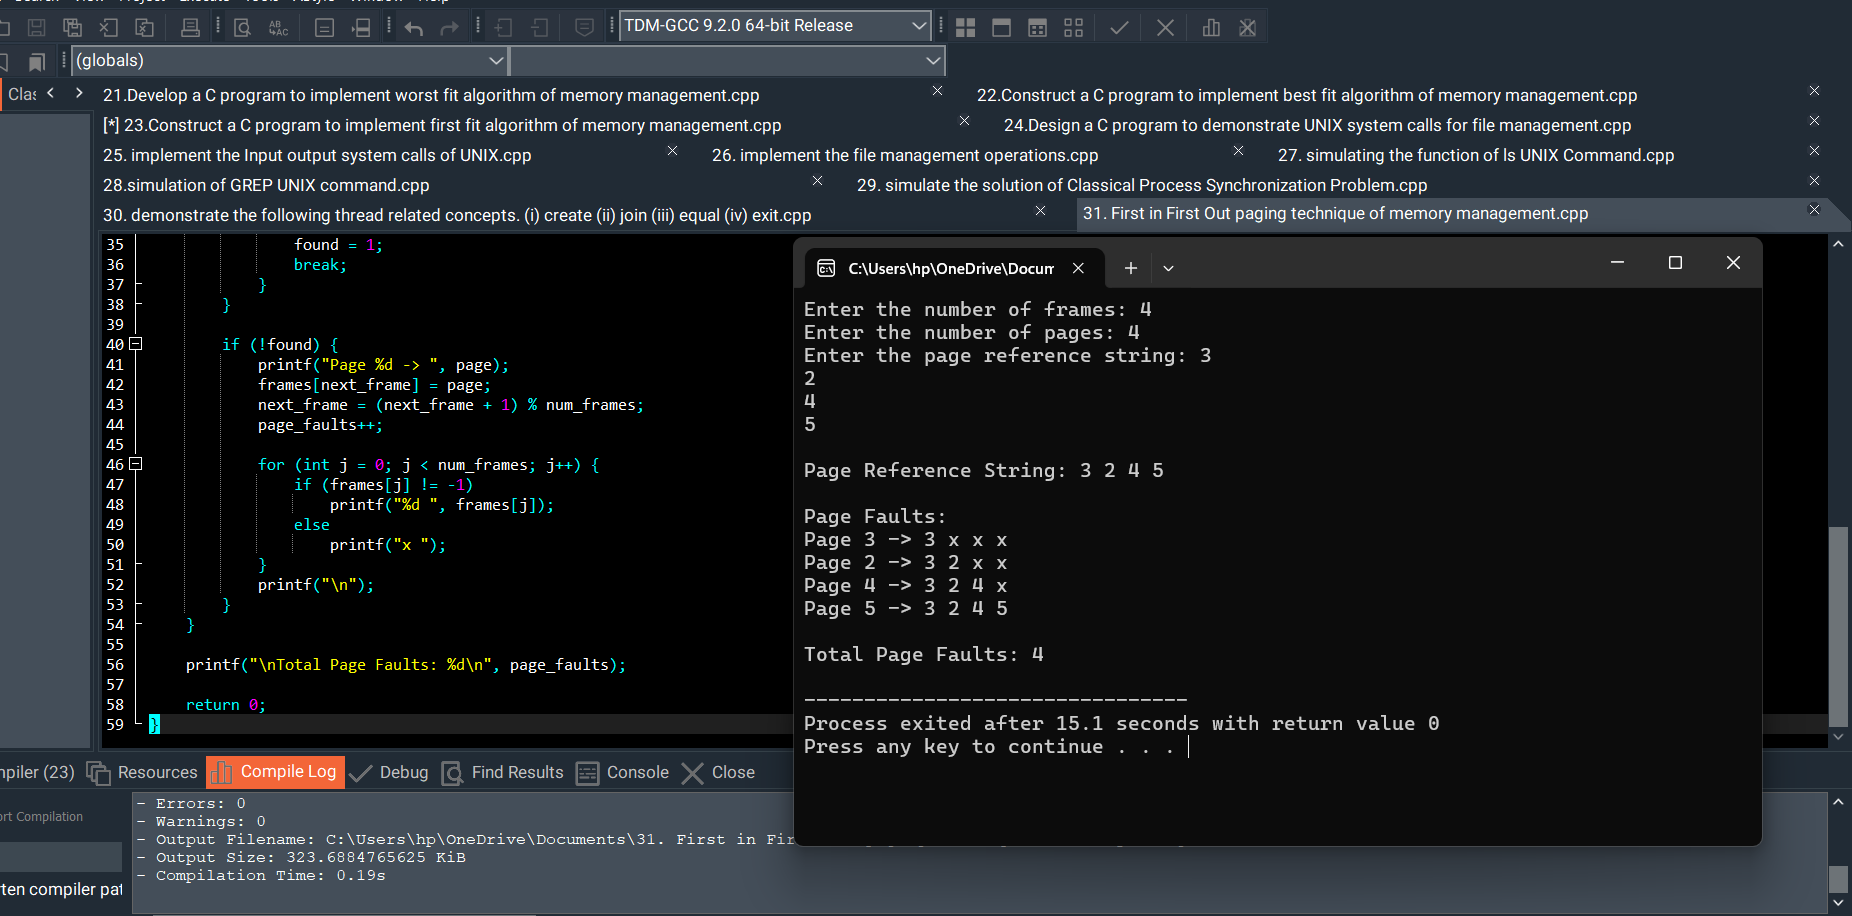 TDM-GCC 9.2.0 64-bit Release
(globals)
21.Develop a C program to implement worst fit algorithm of memory management.cpp
22.Construct a C program to implement best fit algorithm of memory management.cpp
[*] 23.Construct a C program to implement first fit algorithm of memory management.cpp
24.Design a C program to demonstrate UNIX system calls for file management.cpp
25. implement the Input output system calls of UNIX.cpp
26. implement the file management operations.cpp
27. simulating the function of ls UNIX Command.cpp
28.simulation of GREP UNIX command.cpp
29. simulate the solution of Classical Process Synchronization Problem.cpp
30. demonstrate the following thread related concepts. (i) create (ii) join (iii) equal (iv) exit.cpp
31. First in First Out paging technique of memory management.cpp
35 found = 1;
36 break;
37 }
38 }
39
40 if (!found) {
41 printf("Page %d -> ", page);
42 frames[next_frame] = page;
43 next_frame = (next_frame + 1) % num_frames;
44 page_faults++;
45
46 for (int j = 0; j < num_frames; j++) {
47 if (frames[j] != -1)
48 printf("%d ", frames[j]);
49 else
50 printf("x ");
51 }
52 printf("\n");
53 }
54 }
55
56 printf("\nTotal Page Faults: %d\n", page_faults);
57
58 return 0;
59 }
C:\Users\hp\OneDrive\Docum
Enter the number of frames: 4
Enter the number of pages: 4
Enter the page reference string: 3
2
4
5
Page Reference String: 3 2 4 5
Page Faults:
Page 3 -> 3 x x x
Page 2 -> 3 2 x x
Page 4 -> 3 2 4 x
Page 5 -> 3 2 4 5
Total Page Faults: 4
--------------------------------
Process exited after 15.1 seconds with return value 0
Press any key to continue . . .
(23) Resources Compile Log Debug Find Results Console Close
Compilation
compiler
- Errors: 0
- Warnings: 0
- Output Filename: C:\Users\hp\OneDrive\Documents\31. First in Fir
- Output Size: 323.6884765625 KiB
- Compilation Time: 0.19s